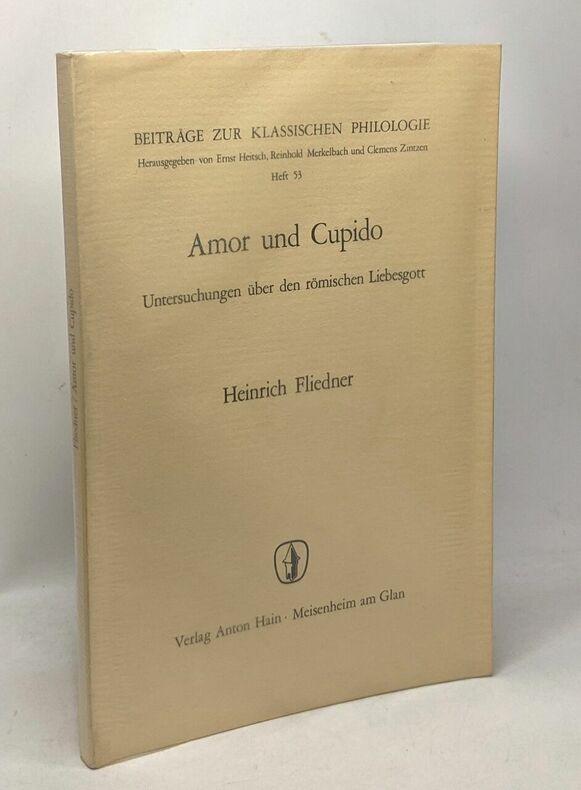 BEITRÄGE ZUR KLASSISCHEN PHILOLOGIE
Herausgegeben von Ernst Heitsch, Reinhold Merkelbach und Clemens Zintzen
Heft 53
Amor und Cupido
Untersuchungen über den römischen Liebesgott
Heinrich Fliedner
Verlag Anton Hain · Meisenheim am Glan
Fliedner / Amor und Cupido